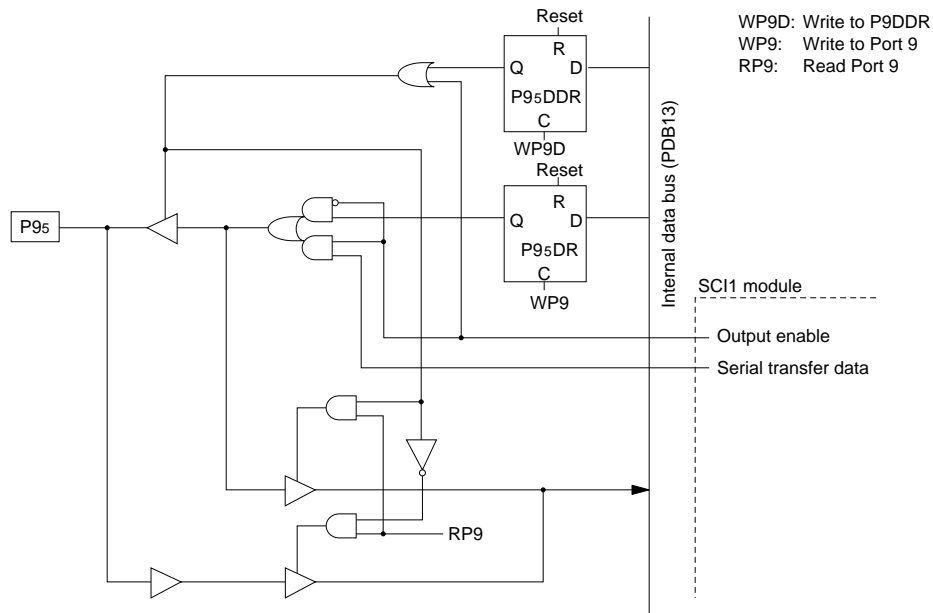 Reset
WP9D: Write to P9DDR
WP9: Write to Port 9
RP9: Read Port 9
R
Q
D
P95DDR
C
WP9D
Reset
R
Q
D
P95DR
C
WP9
P95
Internal data bus (PDB13)
SCI1 module
Output enable
Serial transfer data
RP9